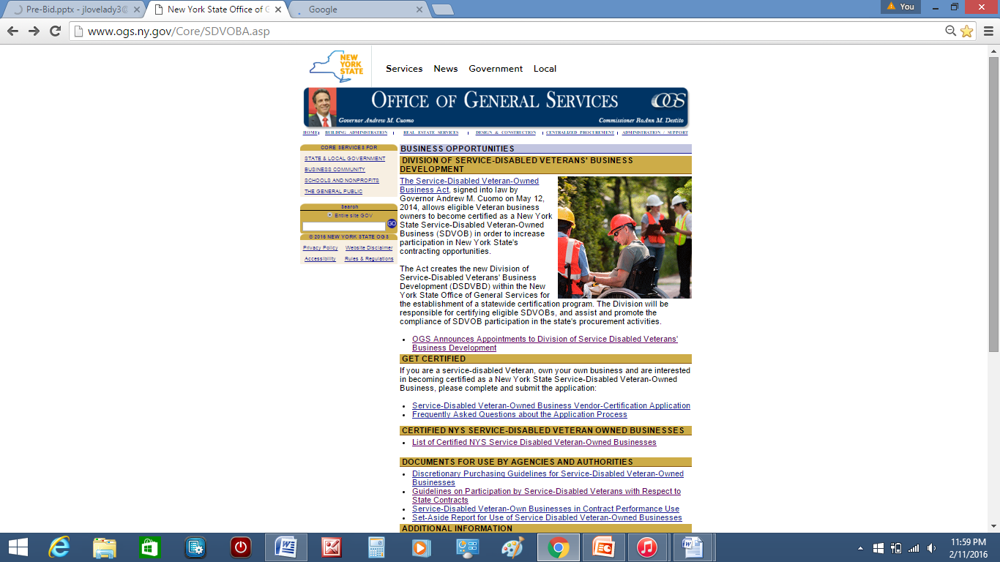 Pre-Bid.pptx - jlovelady3@
New York State Office of G
Google
You
www.ogs.ny.gov/Core/SDVOBA.asp
NEW
YORK
STATE
Services News Government Local
OFFICE OF GENERAL SERVICES
OGS
Governor Andrew M. Cuomo
Commissioner RoAnn M. Destito
HOME | BUILDING ADMINISTRATION | REAL ESTATE SERVICES | DESIGN & CONSTRUCTION | CENTRALIZED PROCUREMENT | ADMINISTRATION / SUPPORT
CORE SERVICES FOR
STATE & LOCAL GOVERNMENT
BUSINESS COMMUNITY
SCHOOLS AND NONPROFITS
THE GENERAL PUBLIC
Search
Entire site GOV
GO
© 2016 NEW YORK STATE OGS
Privacy Policy Website Disclaimer
Accessibility Rules & Regulations
BUSINESS OPPORTUNITIES
DIVISION OF SERVICE-DISABLED VETERANS' BUSINESS
DEVELOPMENT
The Service-Disabled Veteran-Owned
Business Act, signed into law by
Governor Andrew M. Cuomo on May 12,
2014, allows eligible Veteran business
owners to become certified as a New York
State Service-Disabled Veteran-Owned
Business (SDVOB) in order to increase
participation in New York State's
contracting opportunities.
The Act creates the new Division of
Service-Disabled Veterans' Business
Development (DSDVBD) within the New
York State Office of General Services for
the establishment of a statewide certification program. The Division will be
responsible for certifying eligible SDVOBs, and assist and promote the
compliance of SDVOB participation in the state's procurement activities.
• OGS Announces Appointments to Division of Service Disabled Veterans'
Business Development
GET CERTIFIED
If you are a service-disabled Veteran, own your own business and are interested
in becoming certified as a New York State Service-Disabled Veteran-Owned
Business, please complete and submit the application:
• Service-Disabled Veteran-Owned Business Vendor-Certification Application
• Frequently Asked Questions about the Application Process
CERTIFIED NYS SERVICE-DISABLED VETERAN OWNED BUSINESSES
• List of Certified NYS Service Disabled Veteran-Owned Businesses
DOCUMENTS FOR USE BY AGENCIES AND AUTHORITIES
• Discretionary Purchasing Guidelines for Service-Disabled Veteran-Owned
Businesses
• Guidelines on Participation by Service-Disabled Veterans with Respect to
State Contracts
• Service-Disabled Veteran-Own Businesses in Contract Performance Use
• Set-Aside Report for Use of Service Disabled Veteran-Owned Businesses
ADDITIONAL INFORMATION
11:59 PM
2/11/2016